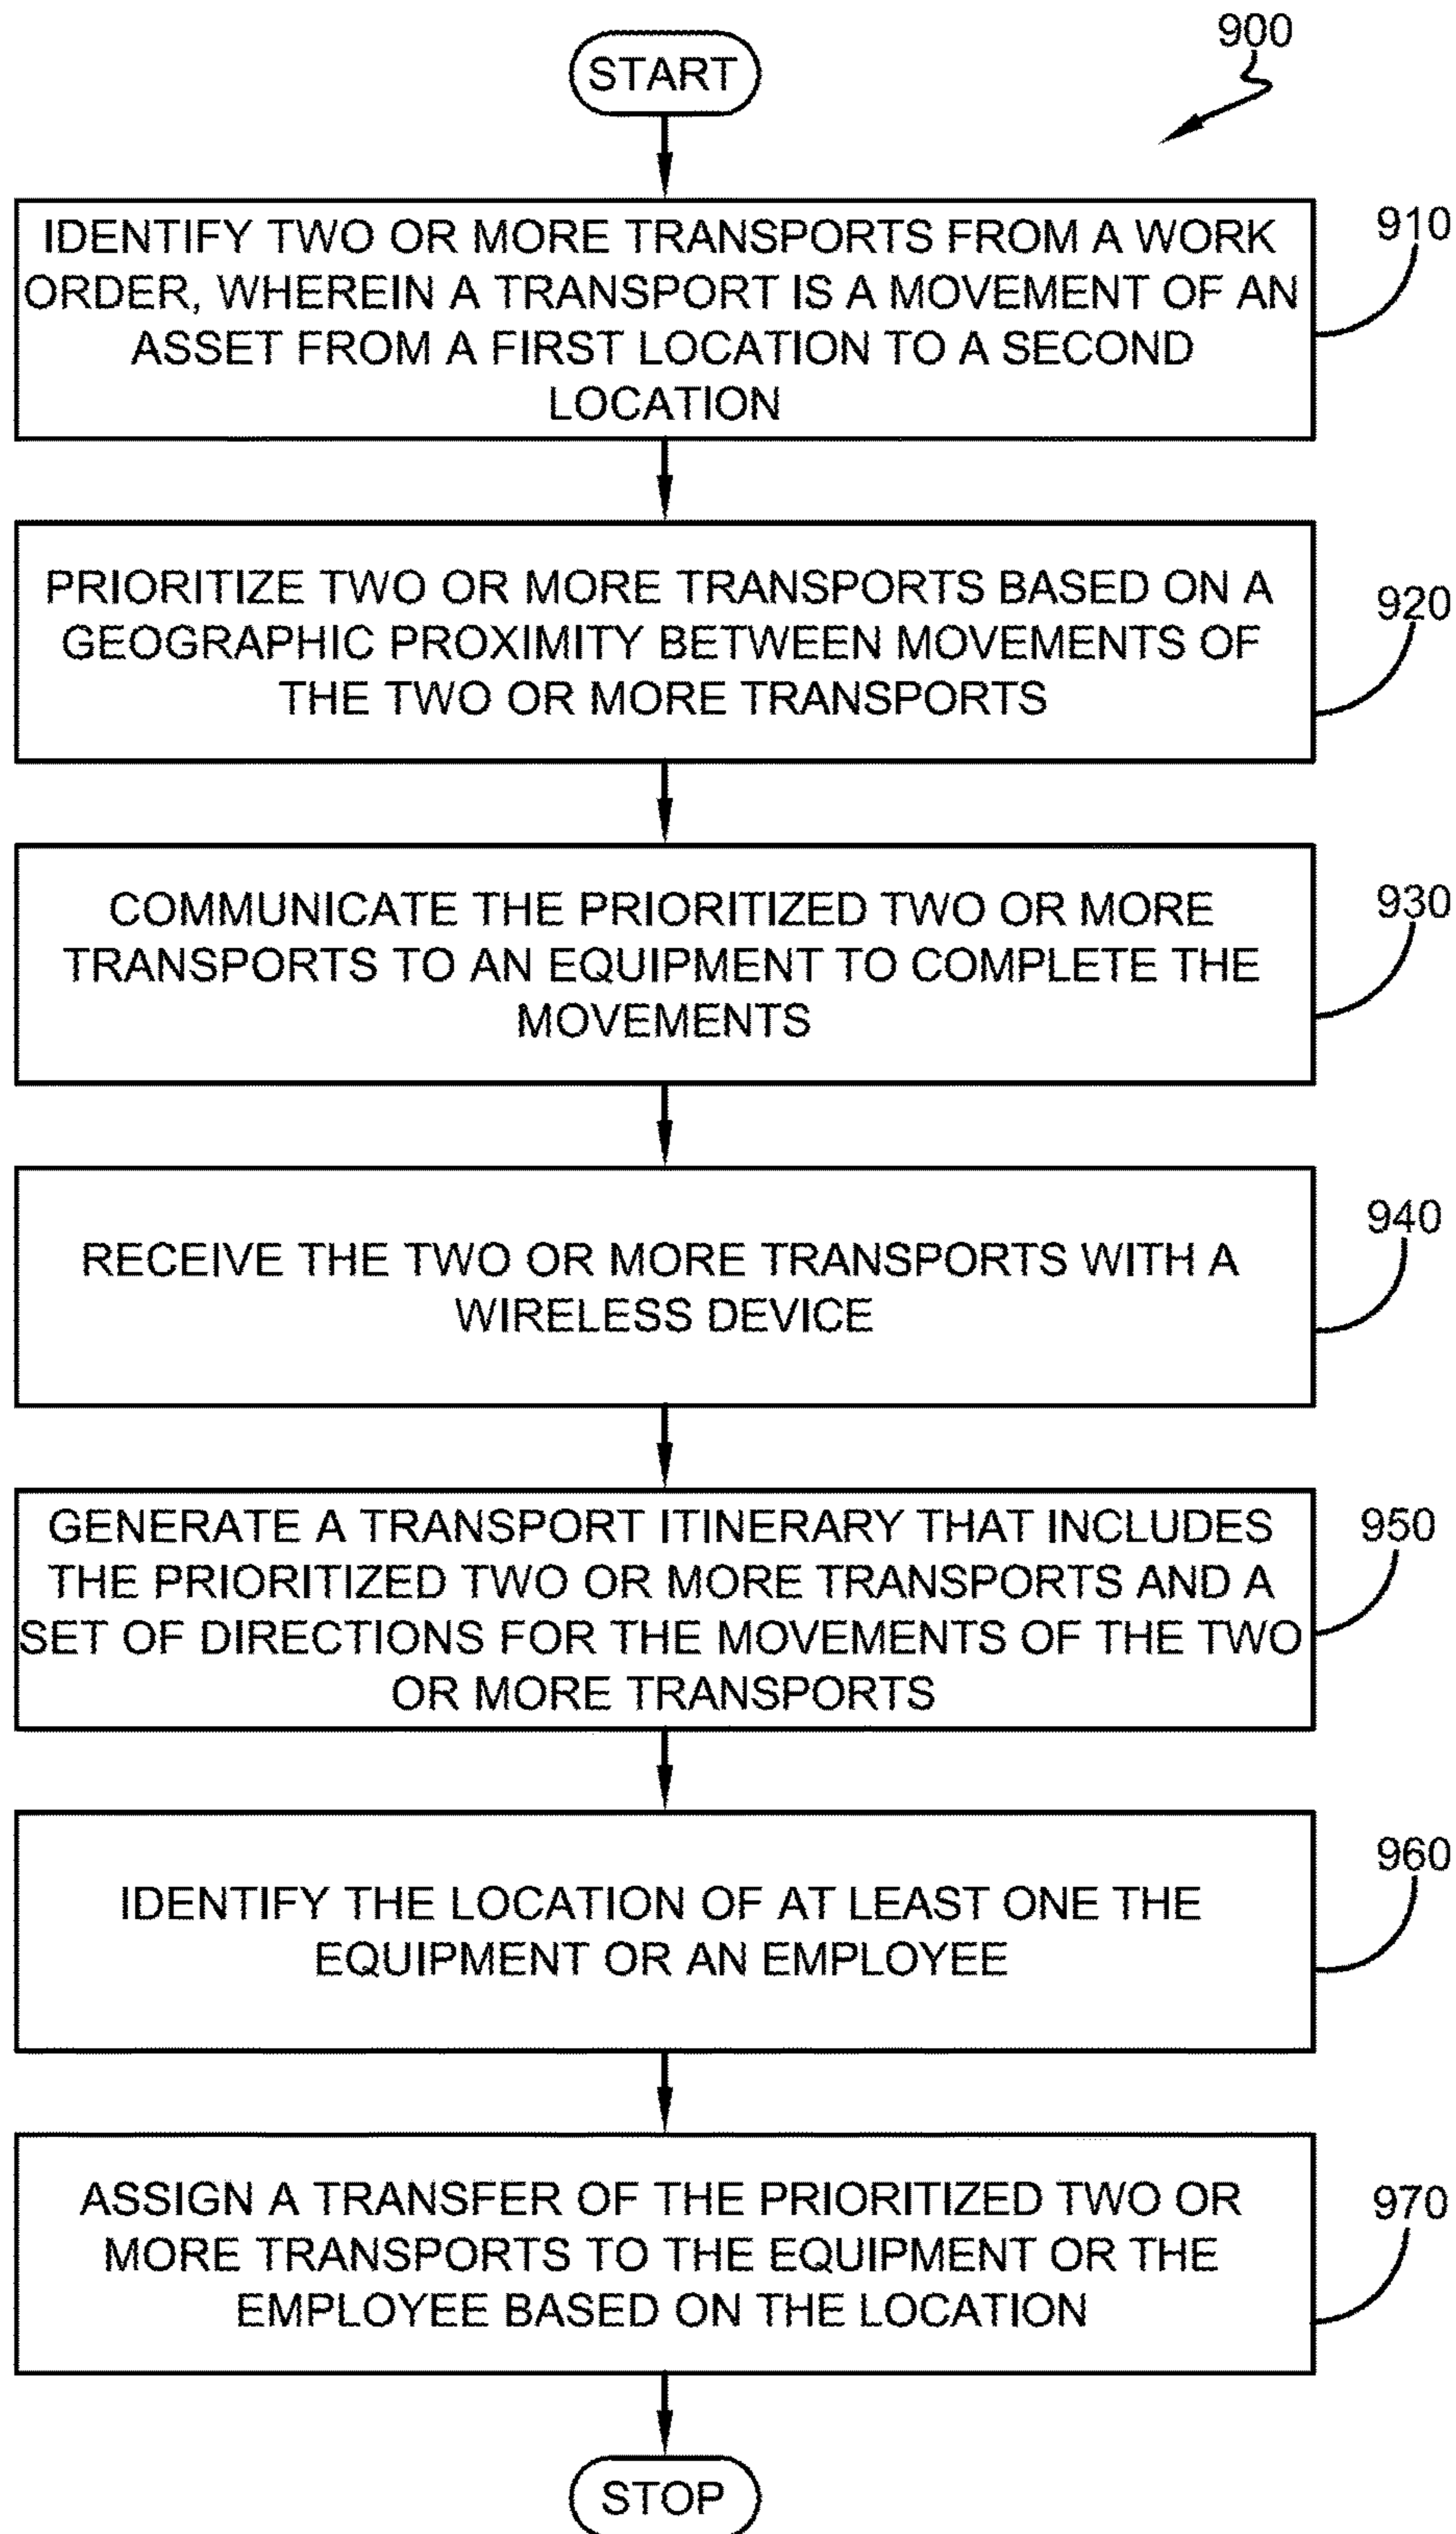 900
START
910
IDENTIFY TWO OR MORE TRANSPORTS FROM A WORK
ORDER, WHEREIN A TRANSPORT IS A MOVEMENT OF AN
ASSET FROM A FIRST LOCATION TO A SECOND
LOCATION
920
PRIORITIZE TWO OR MORE TRANSPORTS BASED ON A
GEOGRAPHIC PROXIMITY BETWEEN MOVEMENTS OF
THE TWO OR MORE TRANSPORTS
930
COMMUNICATE THE PRIORITIZED TWO OR MORE
TRANSPORTS TO AN EQUIPMENT TO COMPLETE THE
MOVEMENTS
940
RECEIVE THE TWO OR MORE TRANSPORTS WITH A
WIRELESS DEVICE
950
GENERATE A TRANSPORT ITINERARY THAT INCLUDES
THE PRIORITIZED TWO OR MORE TRANSPORTS AND A
SET OF DIRECTIONS FOR THE MOVEMENTS OF THE TWO
OR MORE TRANSPORTS
960
IDENTIFY THE LOCATION OF AT LEAST ONE THE
EQUIPMENT OR AN EMPLOYEE
970
ASSIGN A TRANSFER OF THE PRIORITIZED TWO OR
MORE TRANSPORTS TO THE EQUIPMENT OR THE
EMPLOYEE BASED ON THE LOCATION
STOP